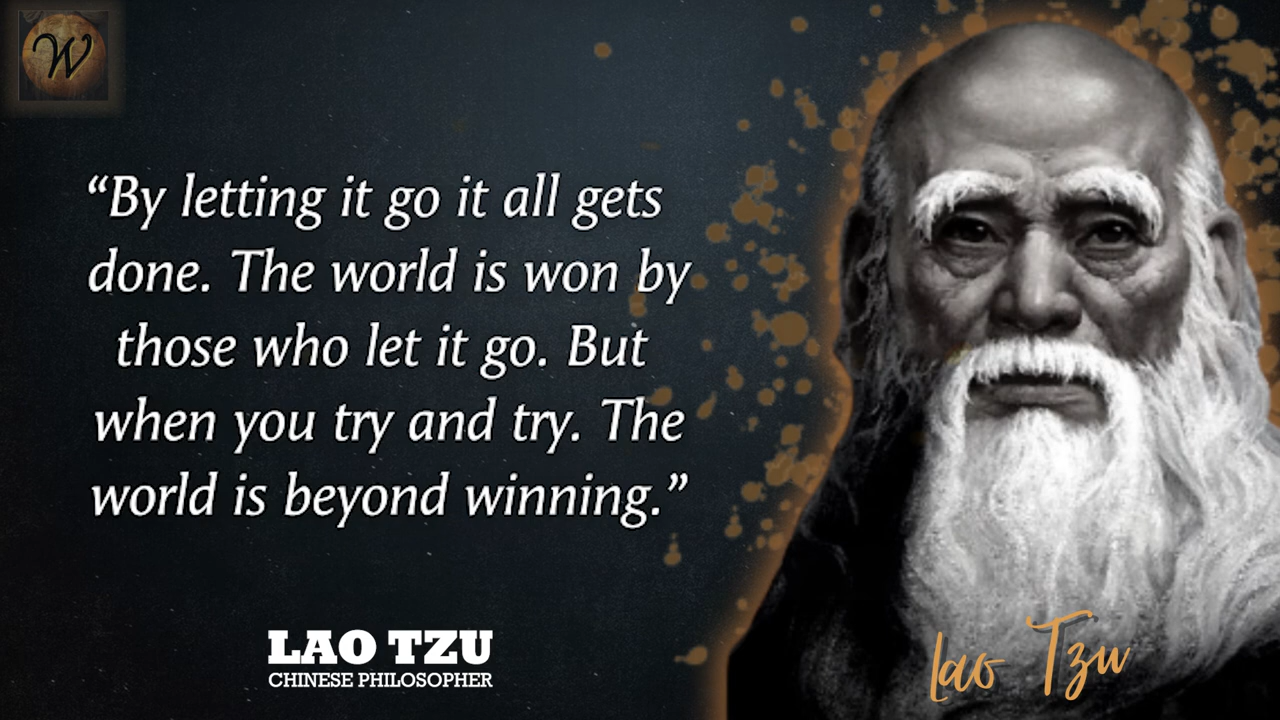 W
“By letting it go it all gets
done. The world is won by
those who let it go. But
when you try and try. The
world is beyond winning.”
LAO TZU
CHINESE PHILOSOPHER
Lao Tzu